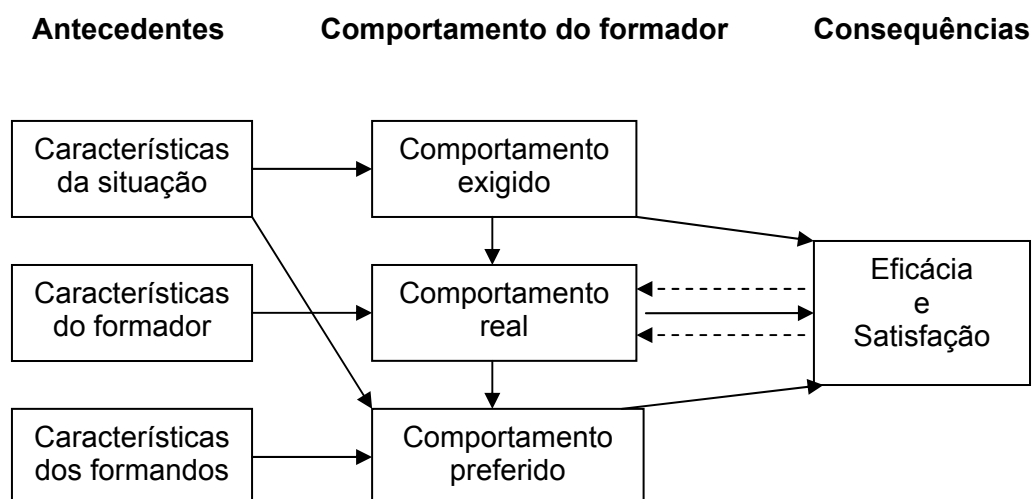 Antecedentes Comportamento do formador Consequências
Características
da situação
Comportamento
exigido
Características
do formador
Comportamento
real
Eficácia
e
Satisfação
Características
dos formandos
Comportamento
preferido